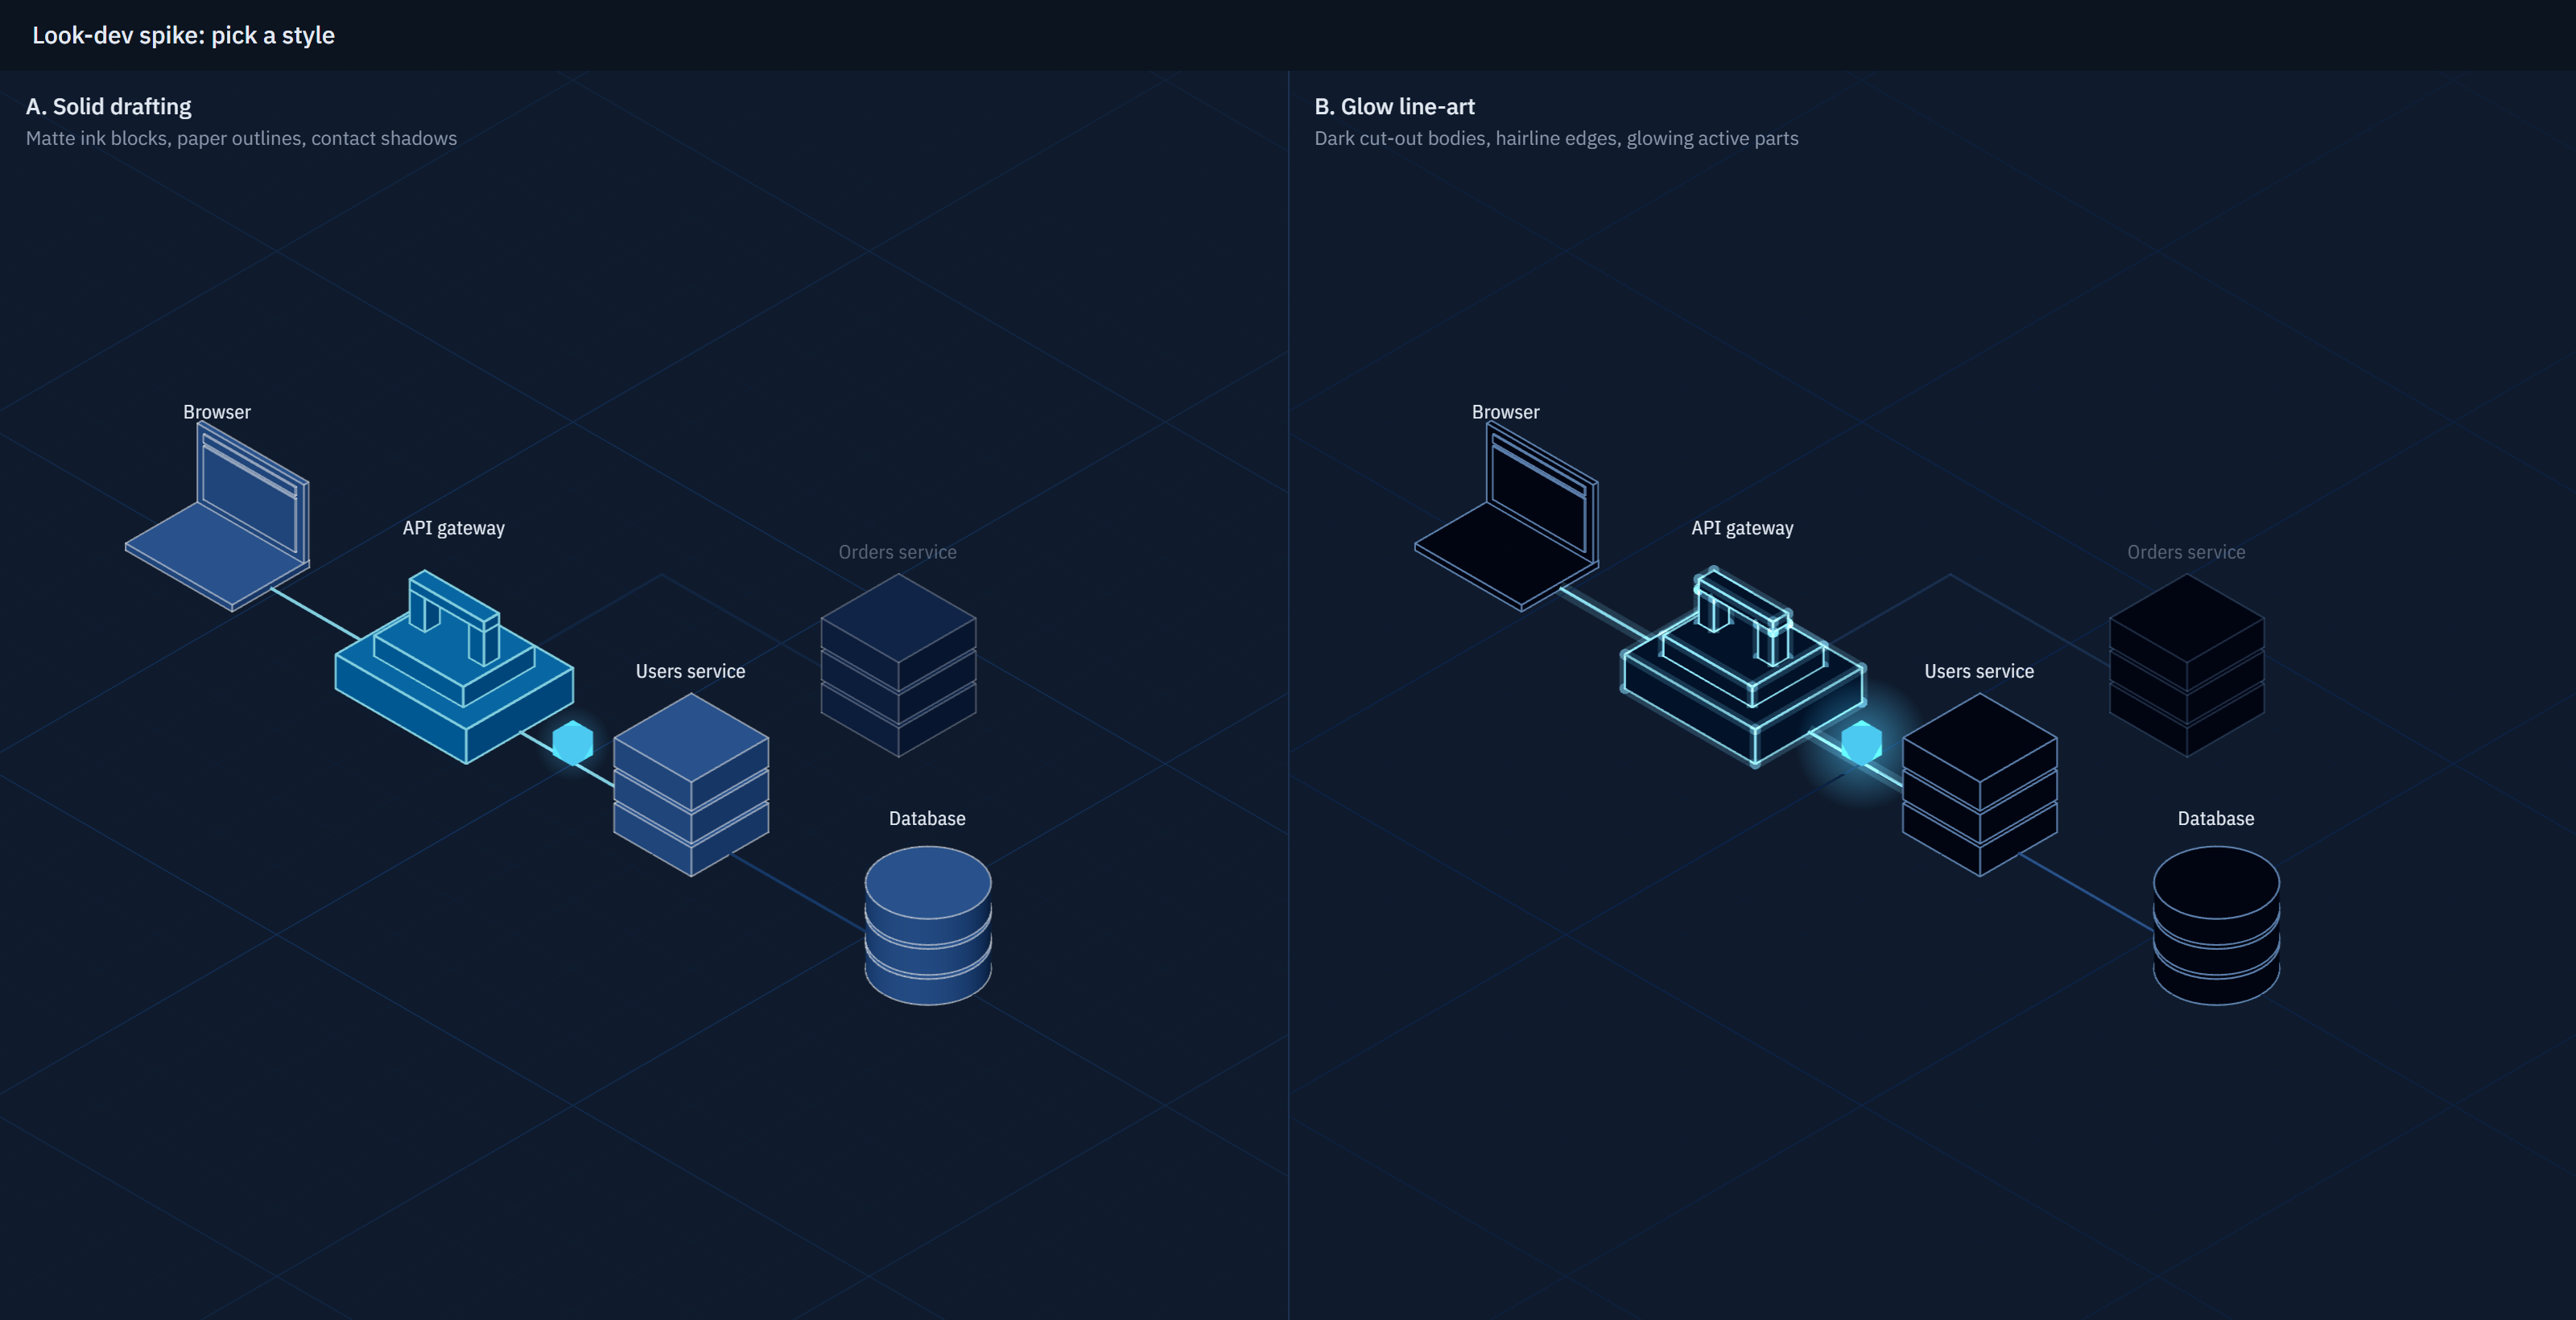 Look-dev spike: pick a style
A. Solid drafting
Matte ink blocks, paper outlines, contact shadows
Browser
API gateway
Orders service
Users service
Database
B. Glow line-art
Dark cut-out bodies, hairline edges, glowing active parts
Browser
API gateway
Orders service
Users service
Database